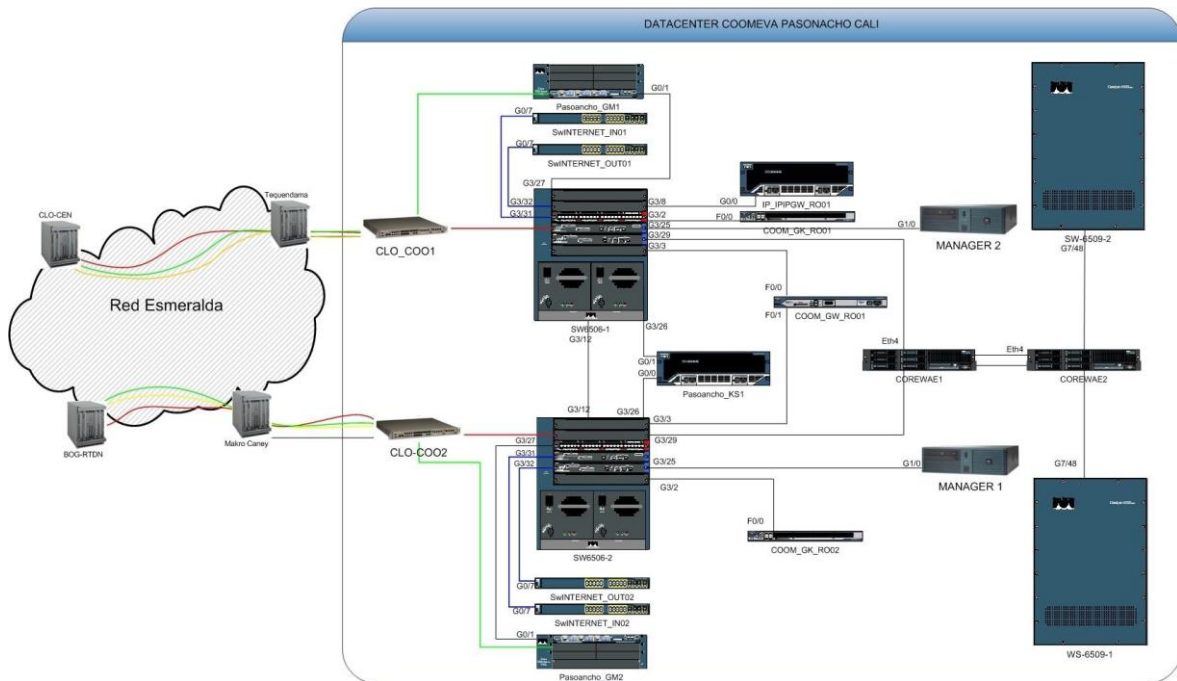 DATACENTER COOMEVA PASONACHO CALI
G0/1
Pasoancho_GM1
G0/7
SwINTERNET_IN01
G0/7
SwINTERNET_OUT01
G3/27
G3/32
G3/31
G3/8
G3/2
G3/25
G3/29
G3/3
G0/0
IP_IPIPGW_RO01
F0/0
COOM_GK_RO01
G1/0
MANAGER 2
SW-6509-2
G7/48
CLO-CEN
Tequendama
CLO_COO1
Red Esmeralda
SW6506-1
G3/12
G3/26
F0/0
F0/1
COOM_GW_RO01
G0/1
G0/0
Pasoancho_KS1
Eth4
COREWAE1
Eth4
COREWAE2
BOG-RTDN
Makro Caney
CLO-COO2
G3/12
G3/26
G3/27
G3/31
G3/32
G3/3
G3/29
G3/25
G3/2
G1/0
MANAGER 1
G7/48
WS-6509-1
F0/0
COOM_GK_RO02
SW6506-2
G0/7
SwINTERNET_OUT02
G0/7
SwINTERNET_IN02
G0/1
Pasoancho_GM2